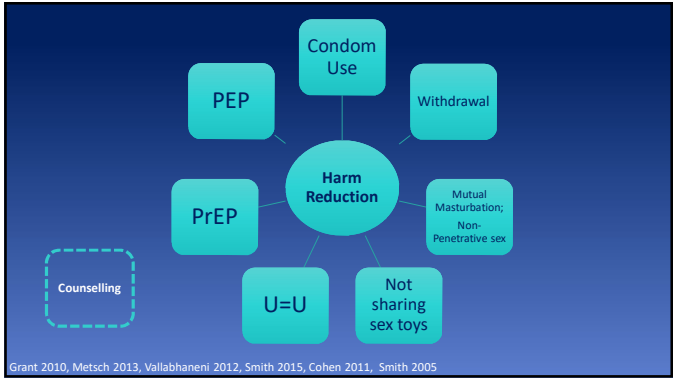 Condom
Use
PEP
Withdrawal
Harm
Reduction
Mutual
Masturbation;
Non-
Penetrative sex
PrEP
Counselling
U=U
Not
sharing
sex toys
Grant 2010, Metsch 2013, Vallabhaneni 2012, Smith 2015, Cohen 2011, Smith 2005